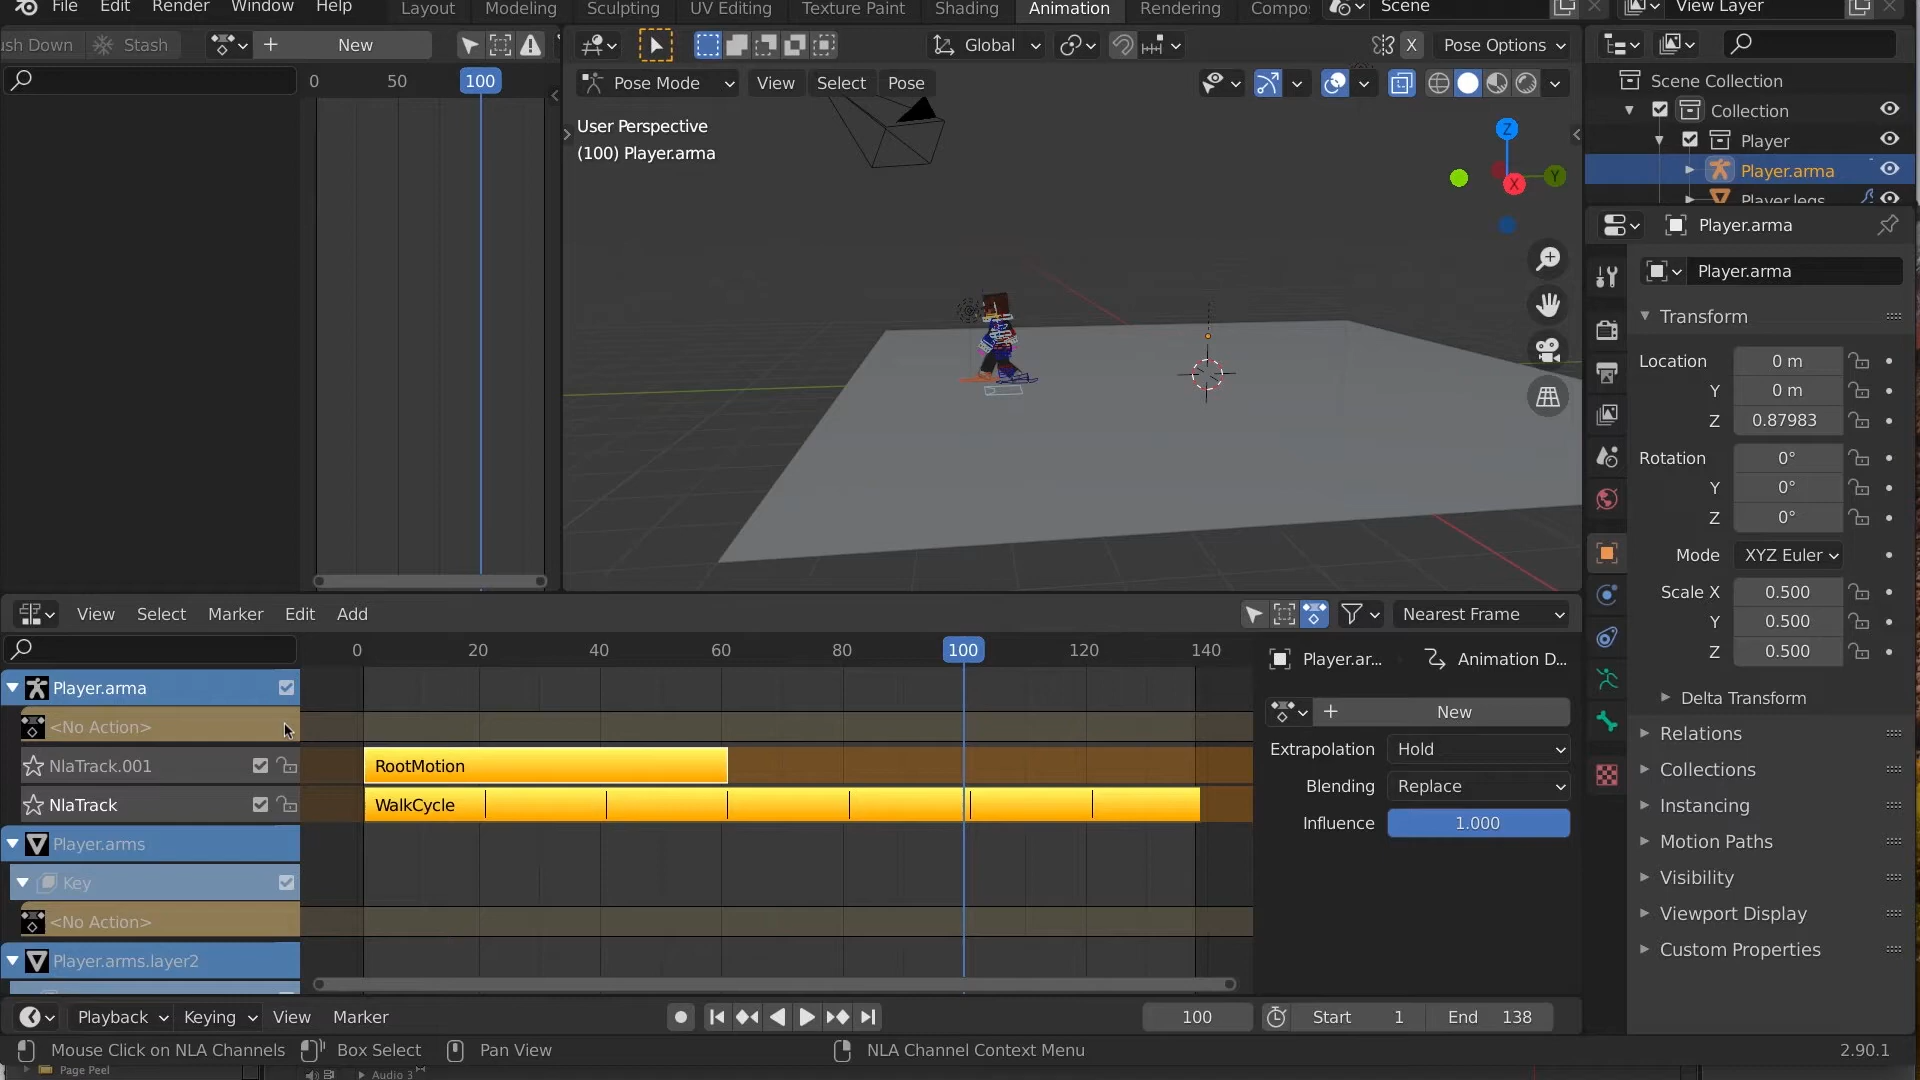 File Edit Render Window Help Layout Modeling Sculpting UV Editing Texture Paint Shading Animation Rendering Compo Scene View Layer
ush Down Stash New Global X Pose Options
0 50 100 Pose Mode View Select Pose
Scene Collection
Collection
Player
Player.arma
Player.legs
User Perspective
(100) Player.arma
Z
Y
X
Player.arma
Player.arma
Transform
Location 0 m
Y 0 m
Z 0.87983
Rotation 0°
Y 0°
Z 0°
Mode XYZ Euler
Scale X 0.500
Y 0.500
Z 0.500
Delta Transform
Relations
Collections
Instancing
Motion Paths
Visibility
Viewport Display
Custom Properties
View Select Marker Edit Add Nearest Frame
0 20 40 60 80 100 120 140
Player.arma
<No Action>
NlaTrack.001 RootMotion
NlaTrack WalkCycle
Player.arms
Key
<No Action>
Player.arms.layer2
Player.ar... Animation D...
New
Extrapolation Hold
Blending Replace
Influence 1.000
Playback Keying View Marker 100 Start 1 End 138
Mouse Click on NLA Channels Box Select Pan View NLA Channel Context Menu 2.90.1
Page Peel Audio 3